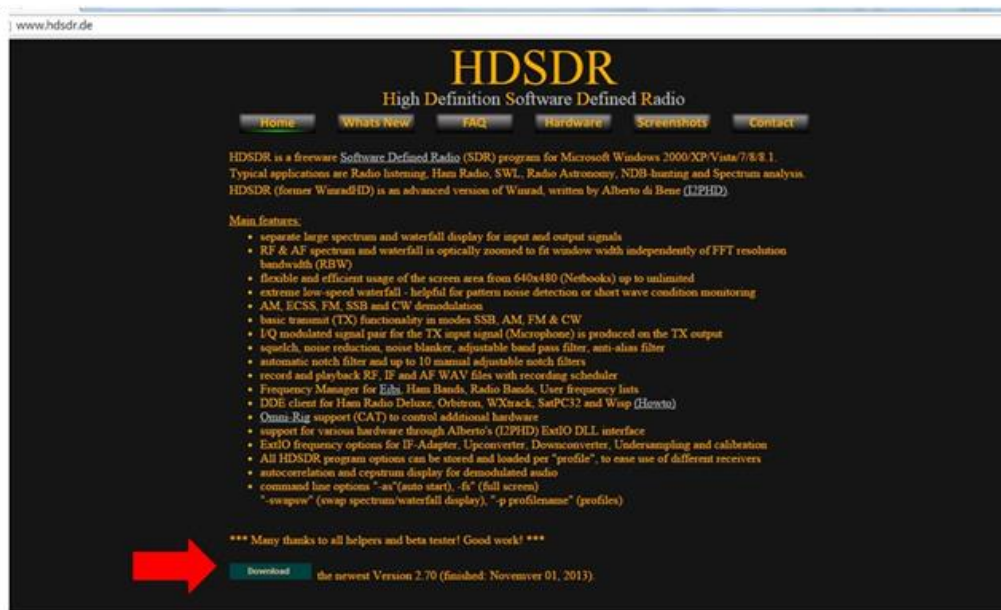 www.hdsdr.de
HDSDR
High Definition Software Defined Radio
Home Whats New FAQ Hardware Screenshots Contact
HDSDR is a freeware Software Defined Radio (SDR) program for Microsoft Windows 2000/XP/Vista/7/8/8.1.
Typical applications are Radio listening, Ham Radio, SWL, Radio Astronomy, NDB-hunting and Spectrum analysis.
HDSDR (former WinradHD) is an advanced version of Winrad, written by Alberto di Bene (I2PHD).
Main features:
• separate large spectrum and waterfall display for input and output signals
• RF & AF spectrum and waterfall is optically zoomed to fit window width independently of FFT resolution
bandwidth (RBW)
• flexible and efficient usage of the screen area from 640x480 (Netbooks) up to unlimited
• extreme low-speed waterfall - helpful for pattern noise detection or short wave condition monitoring
• AM, ECSS, FM, SSB and CW demodulation
• basic transmit (TX) functionality in modes SSB, AM, FM & CW
• I/Q modulated signal pair for the TX input signal (Microphone) is produced on the TX output
• squelch, noise reduction, noise blanker, adjustable band pass filter, anti-alias filter
• automatic notch filter and up to 10 manual adjustable notch filters
• record and playback RF, IF and AF WAV files with recording scheduler
• Frequency Manager for Eibi, Ham Bands, Radio Bands, User frequency lists
• DDE client for Ham Radio Deluxe, Orbitron, WXtrack, SatPC32 and Wisp (Howto)
• Omni-Rig support (CAT) to control additional hardware
• support for various hardware through Alberto's (I2PHD) ExtIO DLL interface
• ExtIO frequency options for IF-Adapter, Upconverter, Downconverter, Undersampling and calibration
• All HDSDR program options can be stored and loaded per "profile", to ease use of different receivers
• autocorrelation and cepstrum display for demodulated audio
• command line options "-as"(auto start), -fs" (full screen)
"-swapsw" (swap spectrum/waterfall display), "-p profilename" (profiles)
*** Many thanks to all helpers and beta tester! Good work! ***
Download the newest Version 2.70 (finished: Novemver 01, 2013).